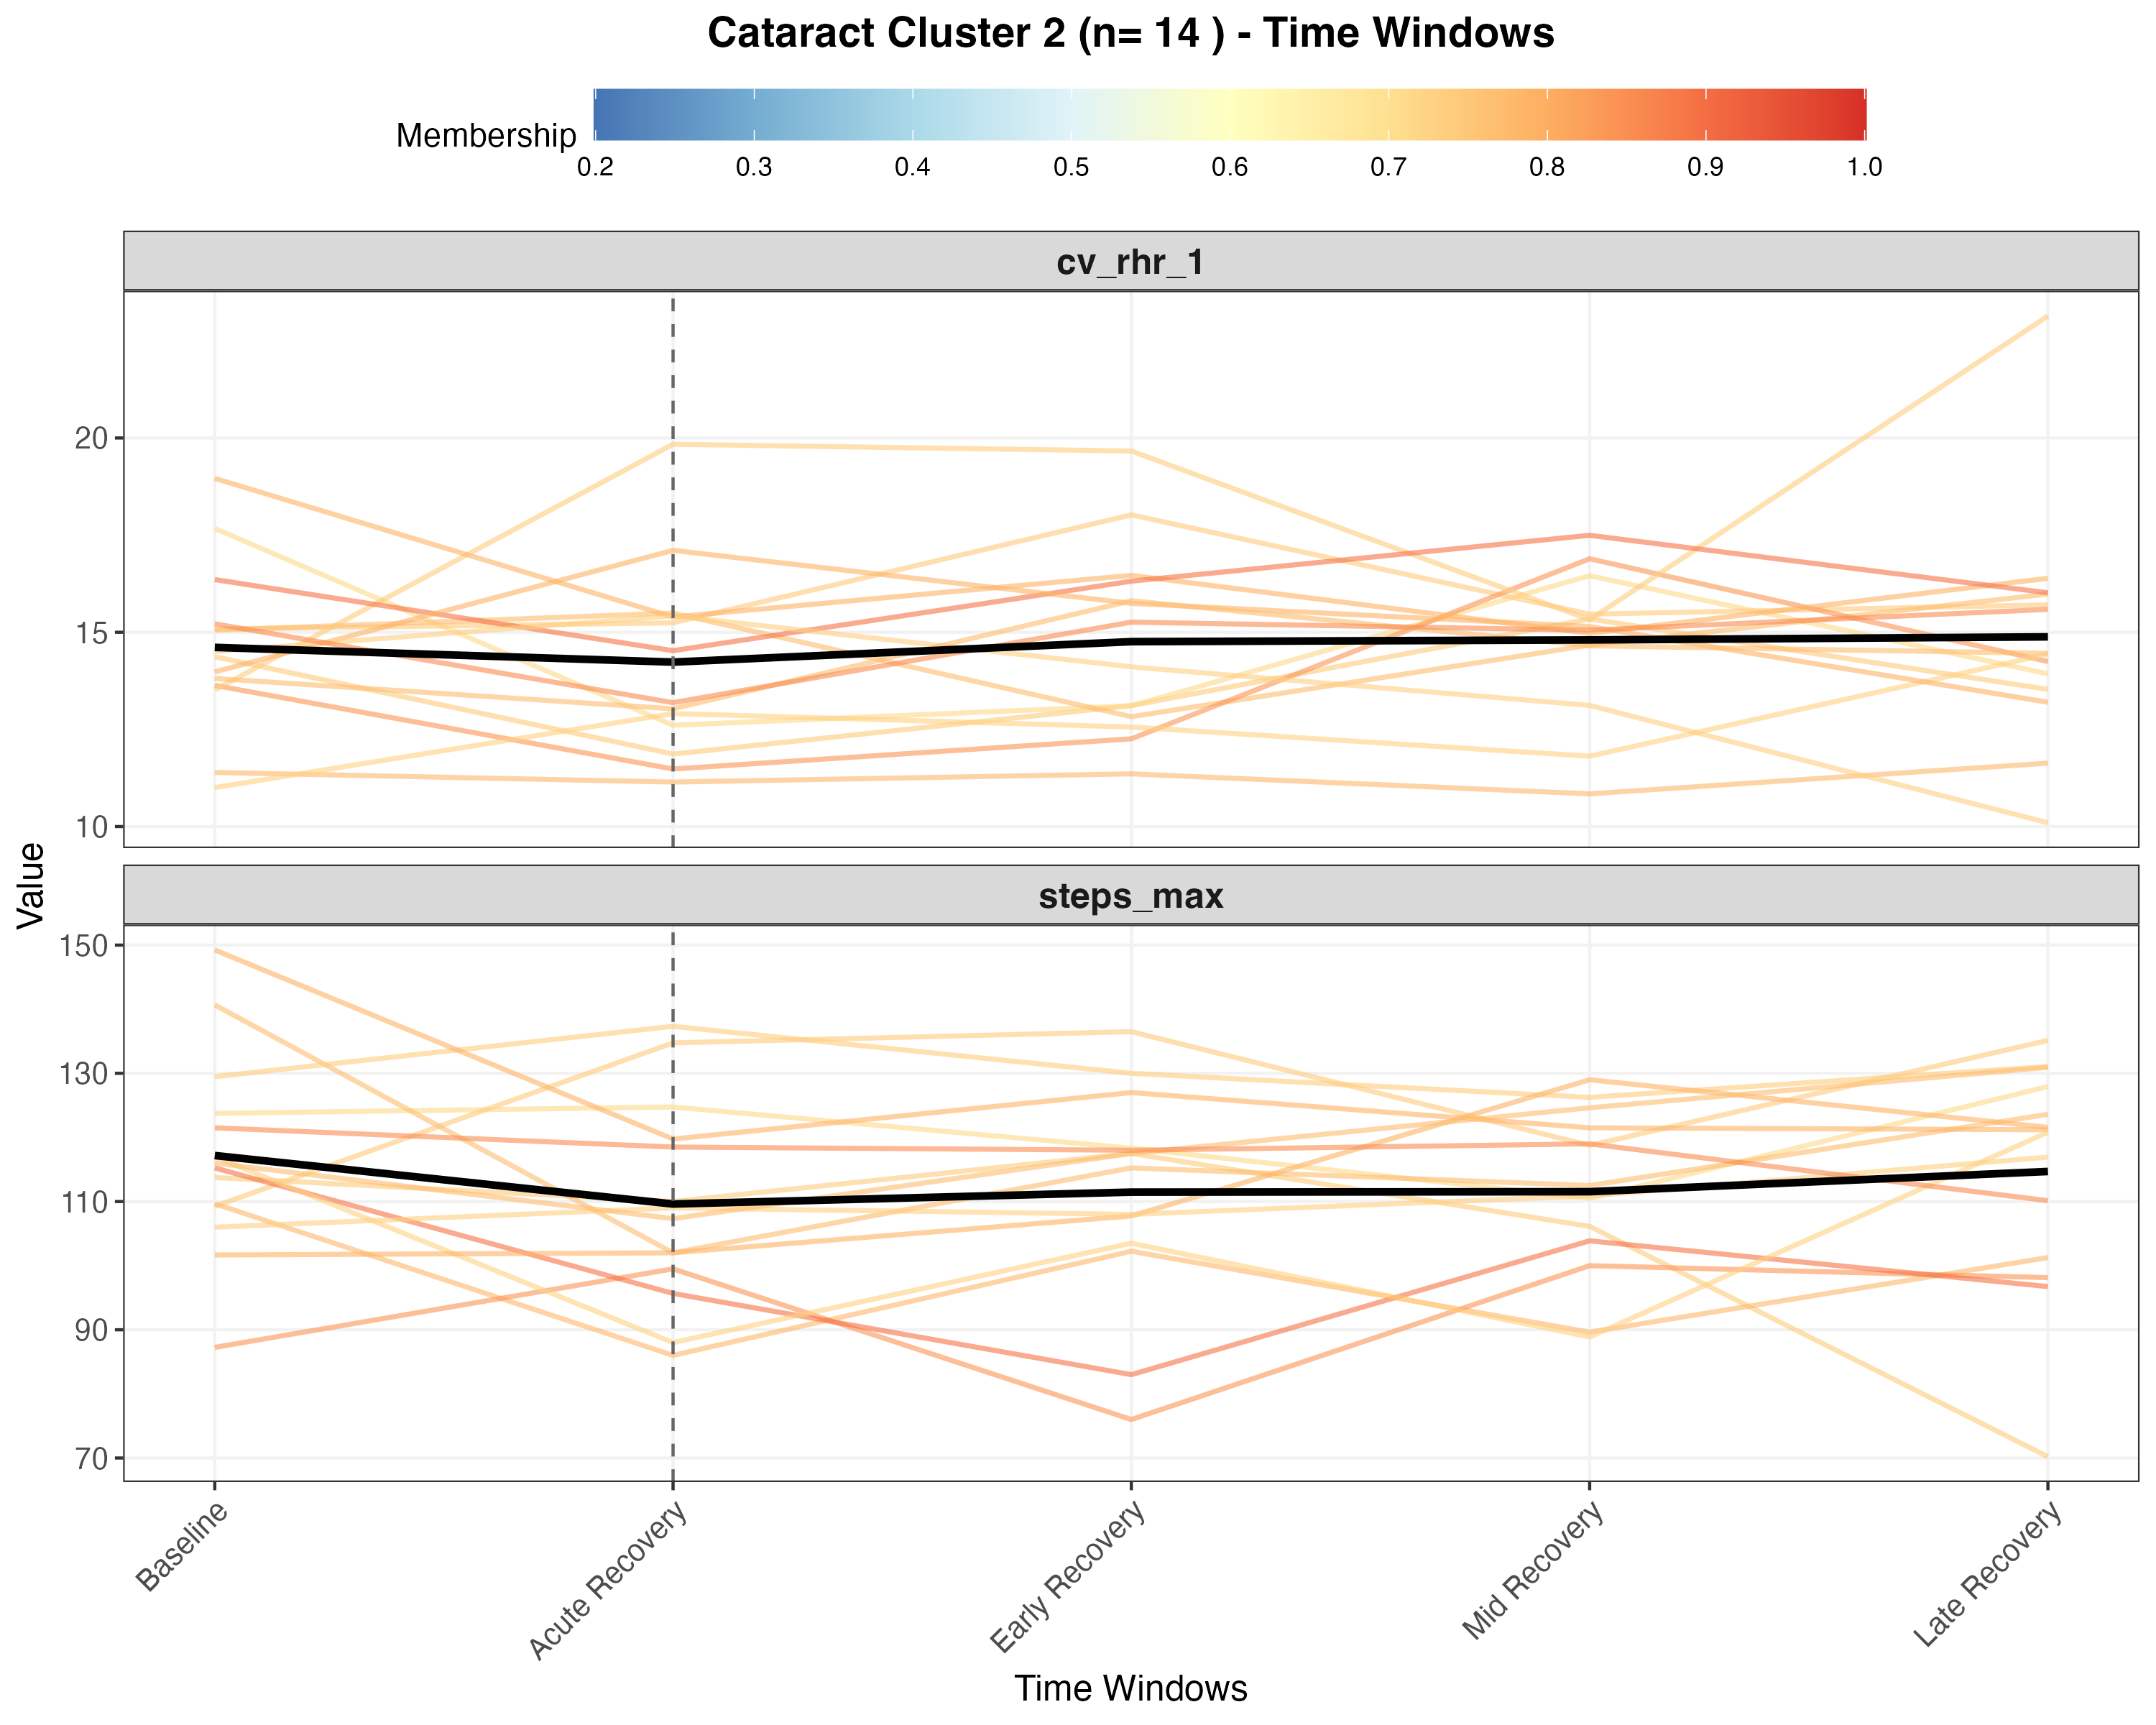 Cataract Cluster 2 (n= 14 ) - Time Windows
Membership
0.2 0.3 0.4 0.5 0.6 0.7 0.8 0.9 1.0
cv_rhr_1
20
15
10
Value
steps_max
150
130
110
90
70
Baseline
Acute Recovery
Early Recovery
Mid Recovery
Late Recovery
Time Windows